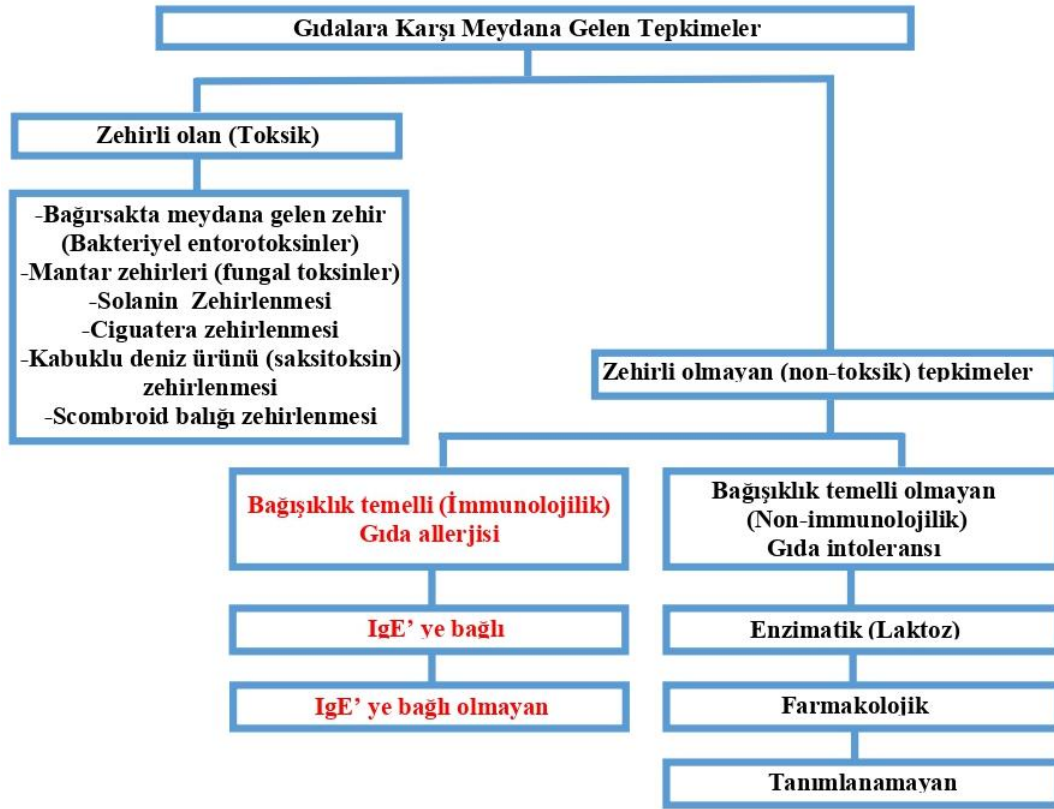 Gıdalara Karşı Meydana Gelen Tepkimeler
Zehirli olan (Toksik)
-Bağırsakta meydana gelen zehir
(Bakteriyel entorotoksinler)
-Mantar zehirleri (fungal toksinler)
-Solanin Zehirlenmesi
-Ciguatera zehirlenmesi
-Kabuklu deniz ürünü (saksitoksin)
zehirlenmesi
-Scombroid balığı zehirlenmesi
Zehirli olmayan (non-toksik) tepkimeler
Bağışıklık temelli (İmmunolojilik)
Gıda allerjisi
IgE' ye bağlı
IgE' ye bağlı olmayan
Bağışıklık temelli olmayan
(Non-immunolojilik)
Gıda intoleransı
Enzimatik (Laktoz)
Farmakolojik
Tanımlanamayan